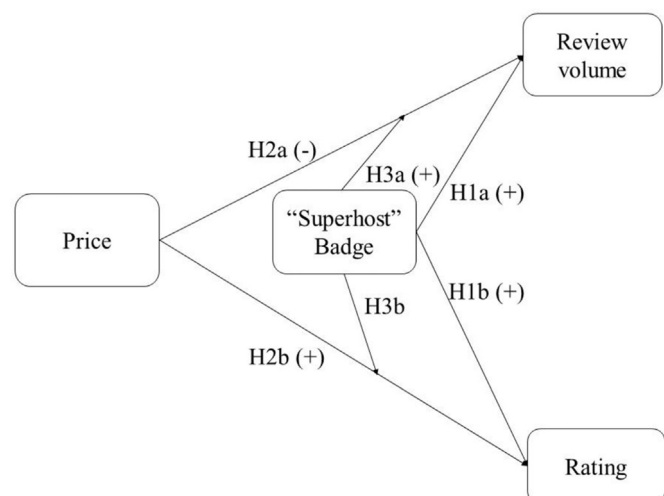 Review
volume
H2a (-)
H3a (+)
H1a (+)
“Superhost”
Badge
Price
H3b
H1b (+)
H2b (+)
Rating